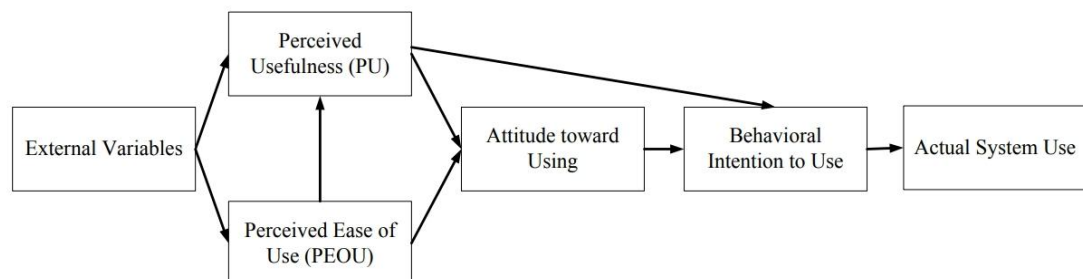 External Variables
Perceived
Usefulness (PU)
Perceived Ease of
Use (PEOU)
Attitude toward
Using
Behavioral
Intention to Use
Actual System Use